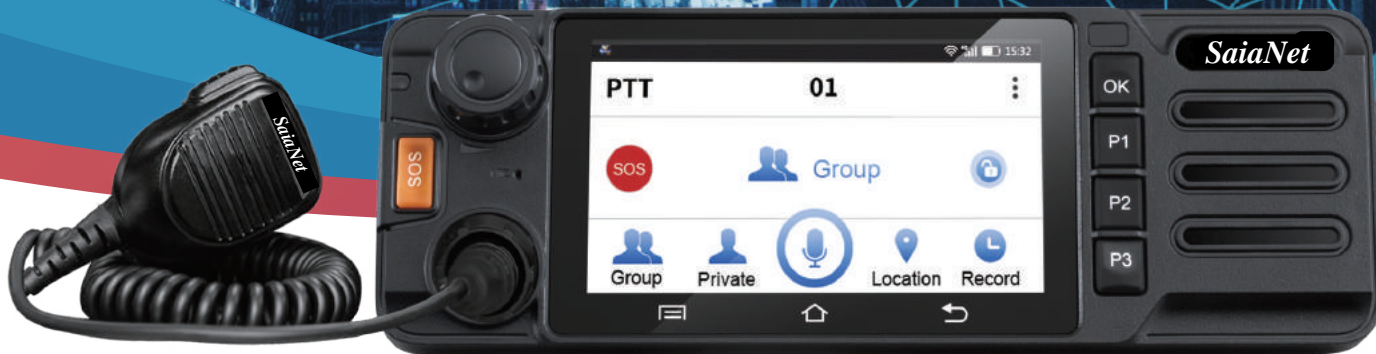 SaiaNet
SOS
15:32
PTT 01
SOS Group
Group Private Location Record
OK
P1
P2
P3
SaiaNet